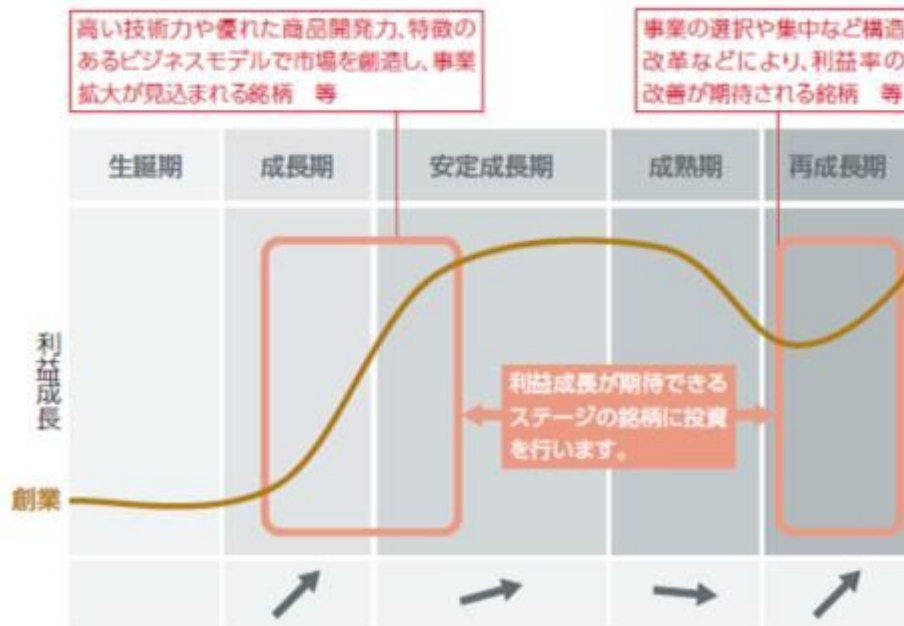 高い技術力や優れた商品開発力、特徴の
あるビジネスモデルで市場を創造し、事業
拡大が見込まれる銘柄　等
事業の選択や集中など構造
改革などにより、利益率の
改善が期待される銘柄　等
生誕期
成長期
安定成長期
成熟期
再成長期
利益成長
利益成長が期待できる
ステージの銘柄に投資
を行います。
創業